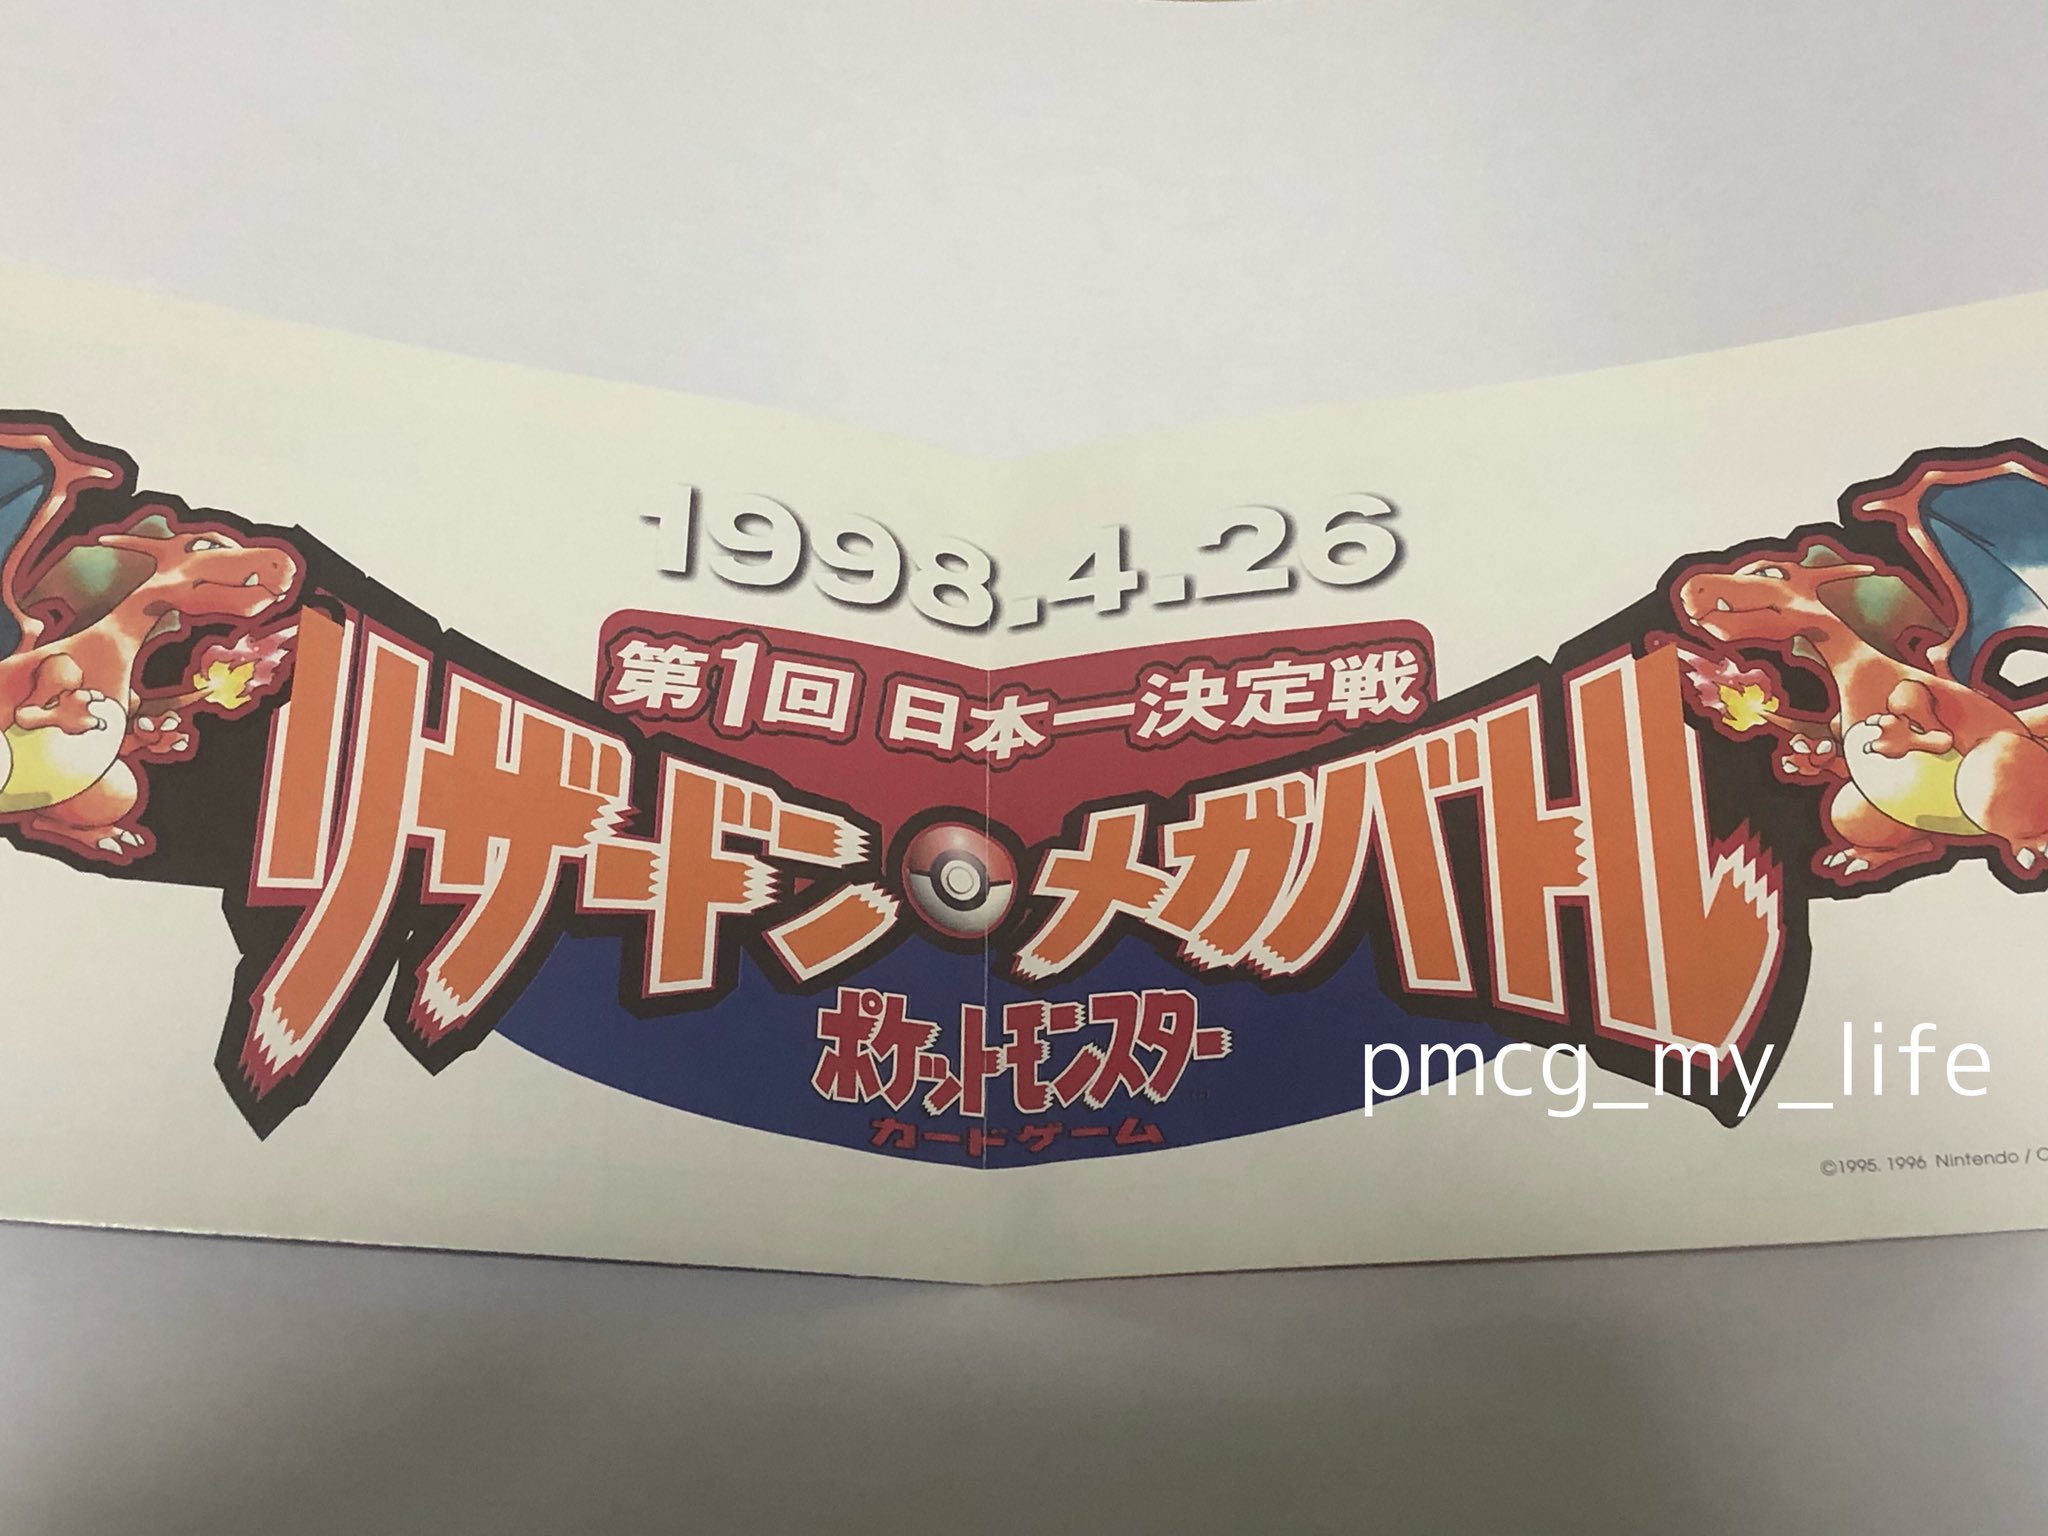 1998.4.26
第1回 日本一決定戦
リザードン メガバトル
ポケットモンスター
カードゲーム
pmcg_my_life
©1995, 1996 Nintendo /